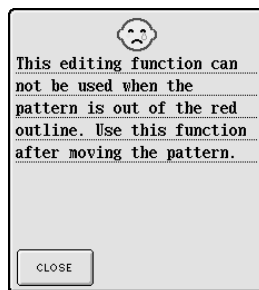 This editing function can
not be used when the
pattern is out of the red
outline. Use this function
after moving the pattern.
CLOSE